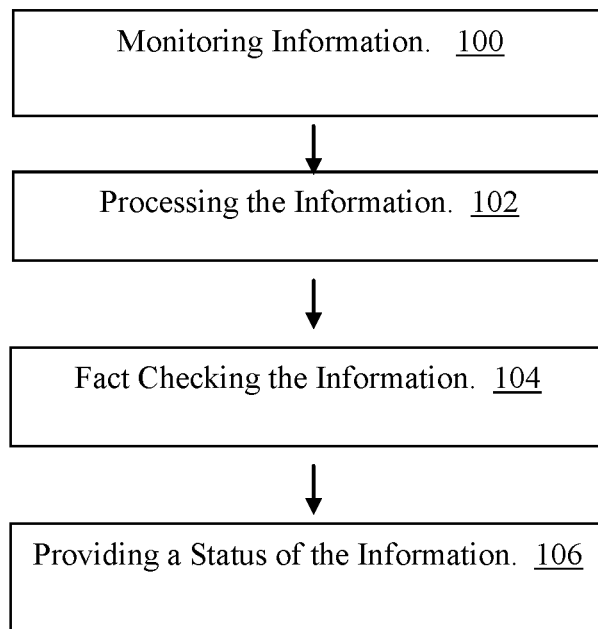 Monitoring Information. 100
Processing the Information. 102
Fact Checking the Information. 104
Providing a Status of the Information. 106